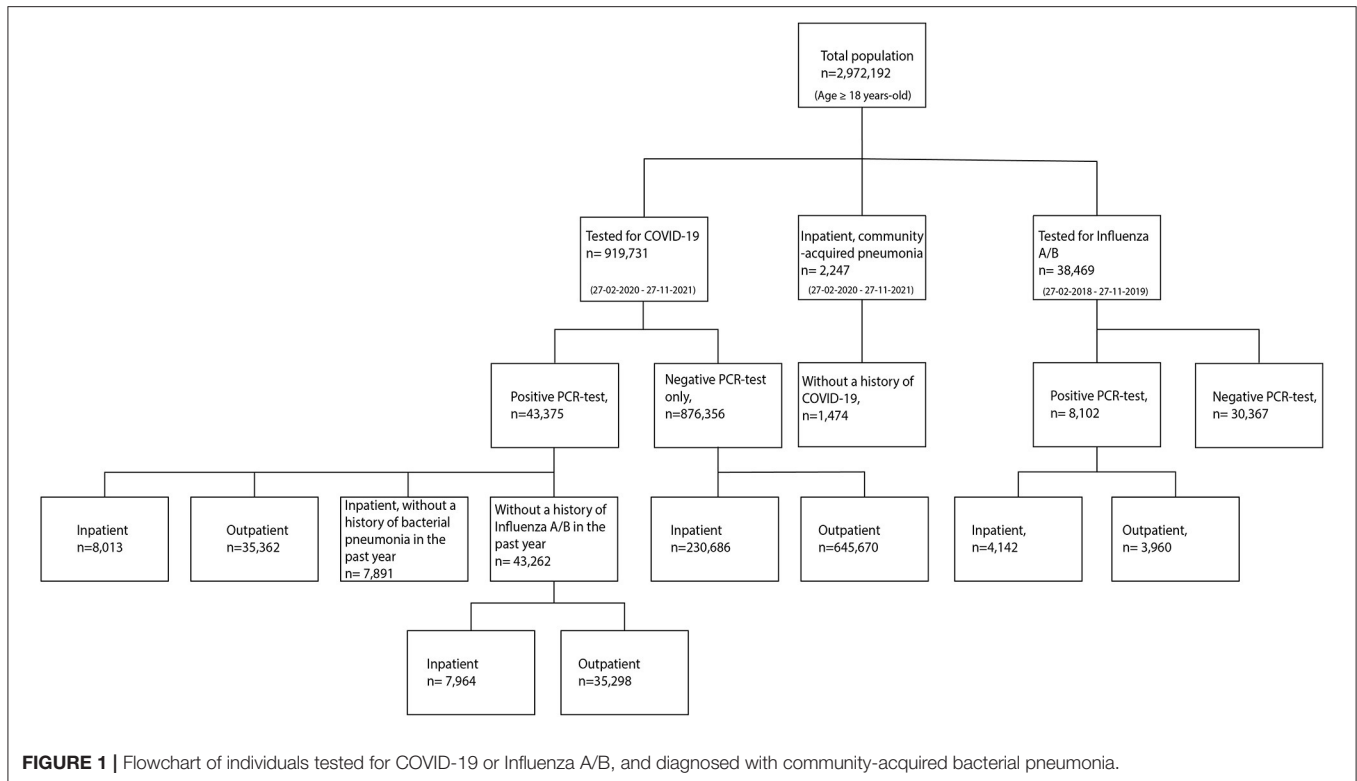 Total population
n=2,972,192
(Age ≥ 18 years-old)
Tested for COVID-19
n= 919,731
(27-02-2020 - 27-11-2021)
Inpatient, community
-acquired pneumonia
n= 2,247
(27-02-2020 - 27-11-2021)
Tested for Influenza
A/B
n= 38,469
(27-02-2018 - 27-11-2019)
Positive PCR-test,
n=43,375
Negative PCR-test
only,
n=876,356
Without a history of
COVID-19,
n=1,474
Positive PCR-test,
n= 8,102
Negative PCR-test,
n= 30,367
Inpatient
n=8,013
Outpatient
n=35,362
Inpatient, without a
history of bacterial
pneumonia in the
past year
n= 7,891
Without a history of
Influenza A/B in the
past year
n= 43,262
Inpatient
n=230,686
Outpatient
n=645,670
Inpatient,
n=4,142
Outpatient,
n= 3,960
Inpatient
n= 7,964
Outpatient
n=35,298
FIGURE 1 | Flowchart of individuals tested for COVID-19 or Influenza A/B, and diagnosed with community-acquired bacterial pneumonia.